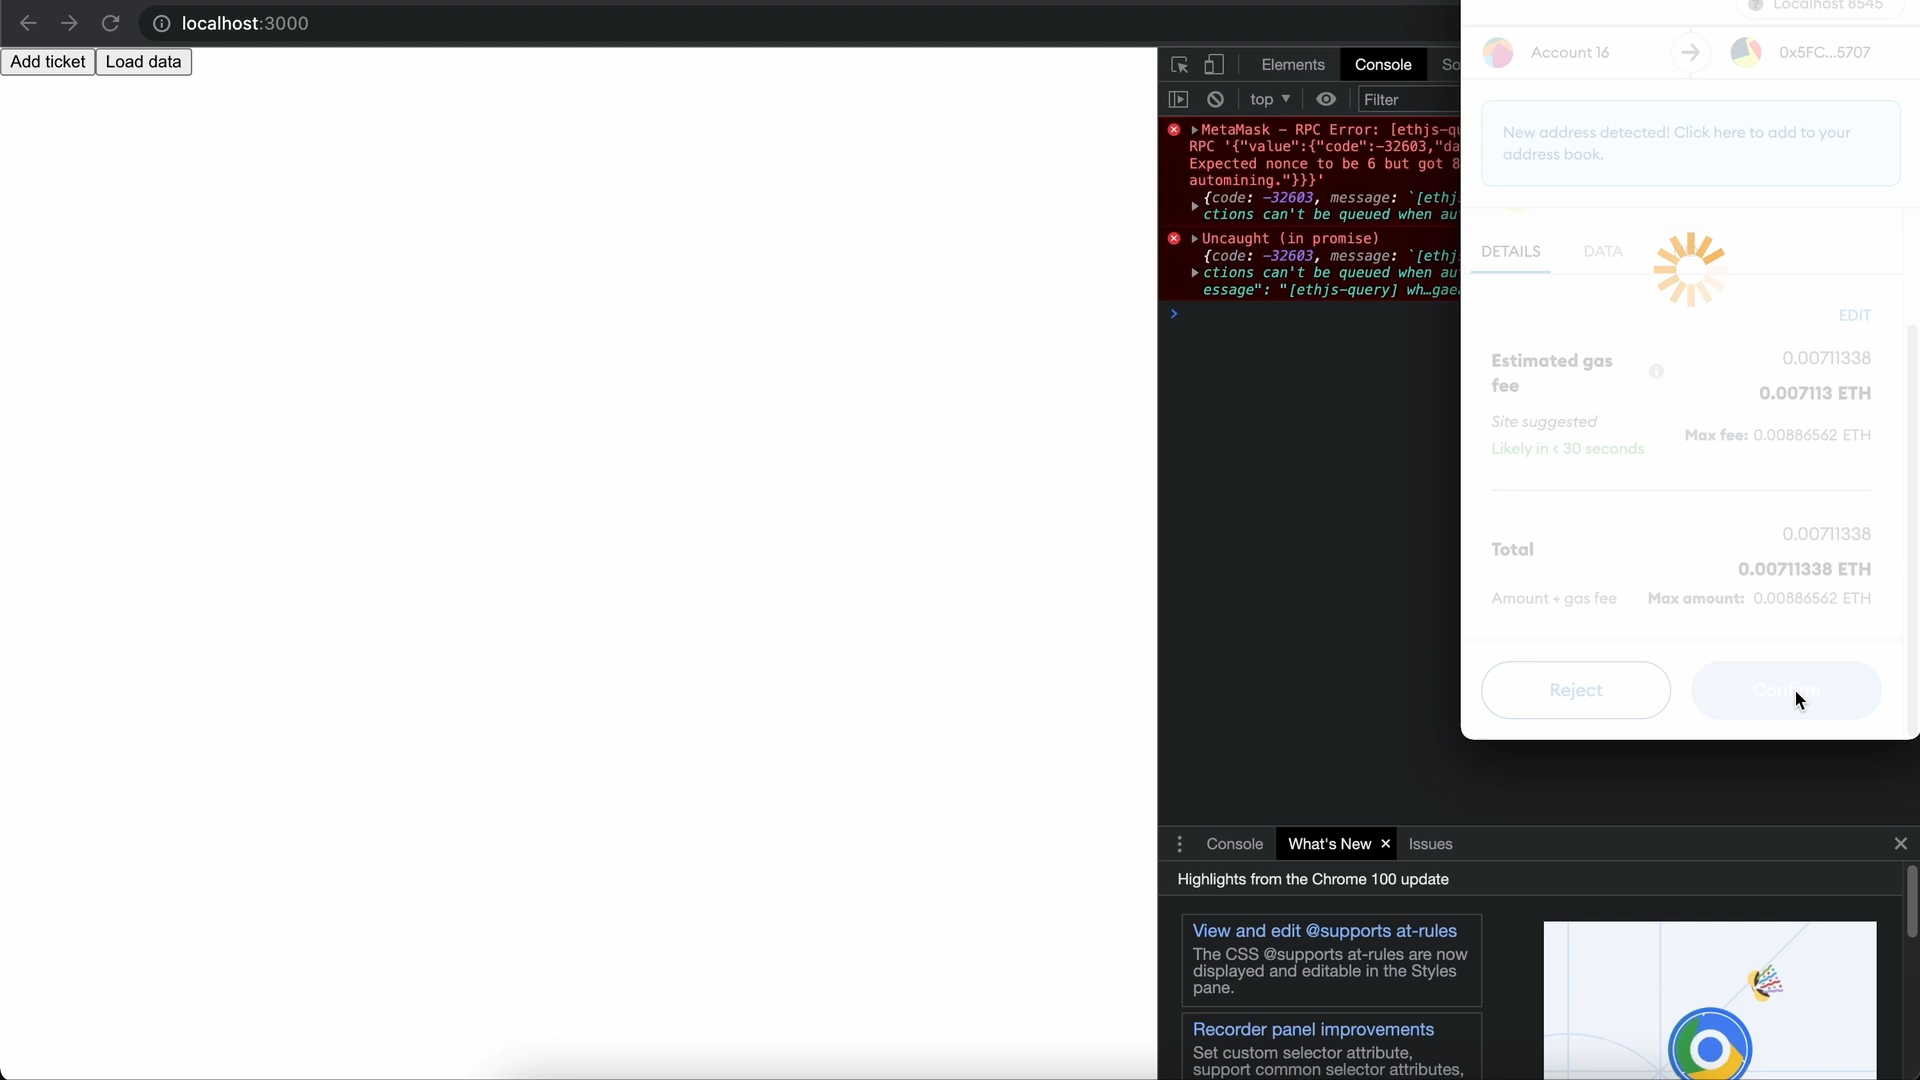 localhost:3000
Add ticket
Load data
Elements
Console
So
top
Filter
MetaMask – RPC Error: [ethjs-qu
RPC '{"value":{"code":-32603,"da
Expected nonce to be 6 but got 8
automining."}}}'
{code: -32603, message: `[ethj
ctions can't be queued when au
Uncaught (in promise)
{code: -32603, message: `[ethj
ctions can't be queued when au
essage": "[ethjs-query] wh…gae
Localhost 8545
Account 16
0x5FC...5707
New address detected! Click here to add to your
address book.
DETAILS
DATA
EDIT
Estimated gas
fee
0.00711338
0.007113 ETH
Site suggested
Likely in < 30 seconds
Max fee: 0.00886562 ETH
Total
0.00711338
0.00711338 ETH
Amount + gas fee
Max amount: 0.00886562 ETH
Reject
Confirm
Console
What's New
Issues
Highlights from the Chrome 100 update
View and edit @supports at-rules
The CSS @supports at-rules are now
displayed and editable in the Styles
pane.
Recorder panel improvements
Set custom selector attribute,
support common selector attributes,